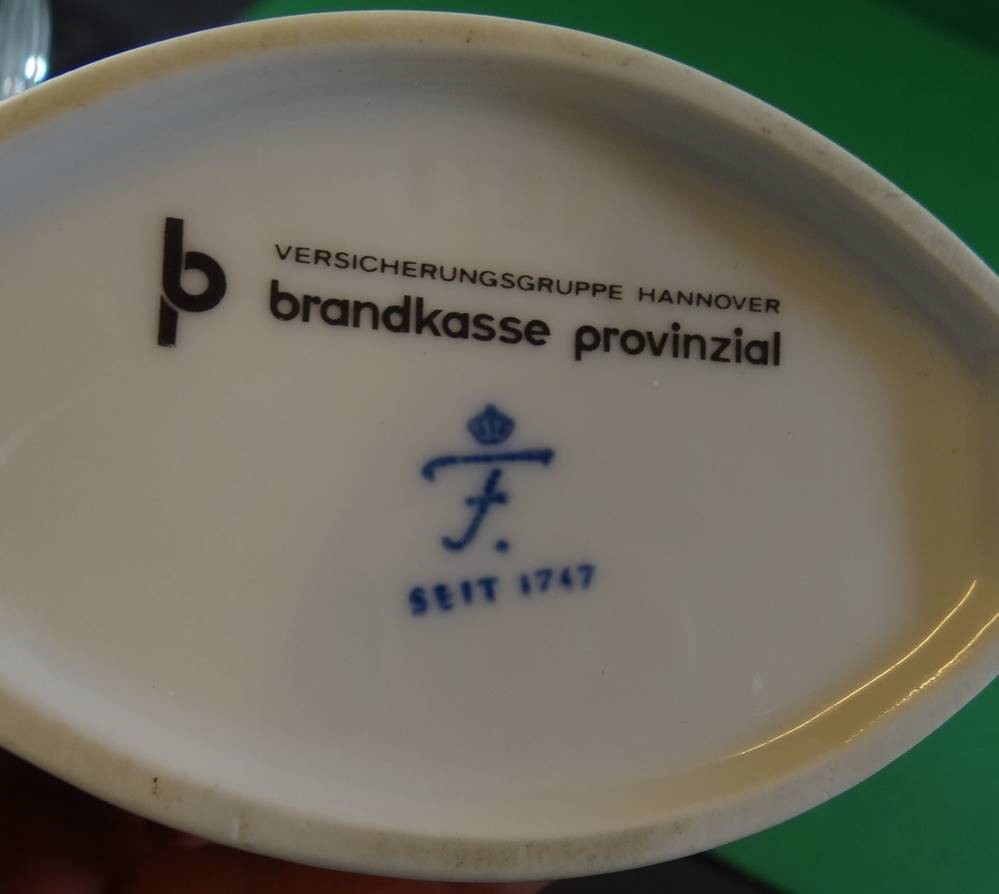 b
VERSICHERUNGSGRUPPE HANNOVER
brandkasse provinzial
F.
SEIT 1747